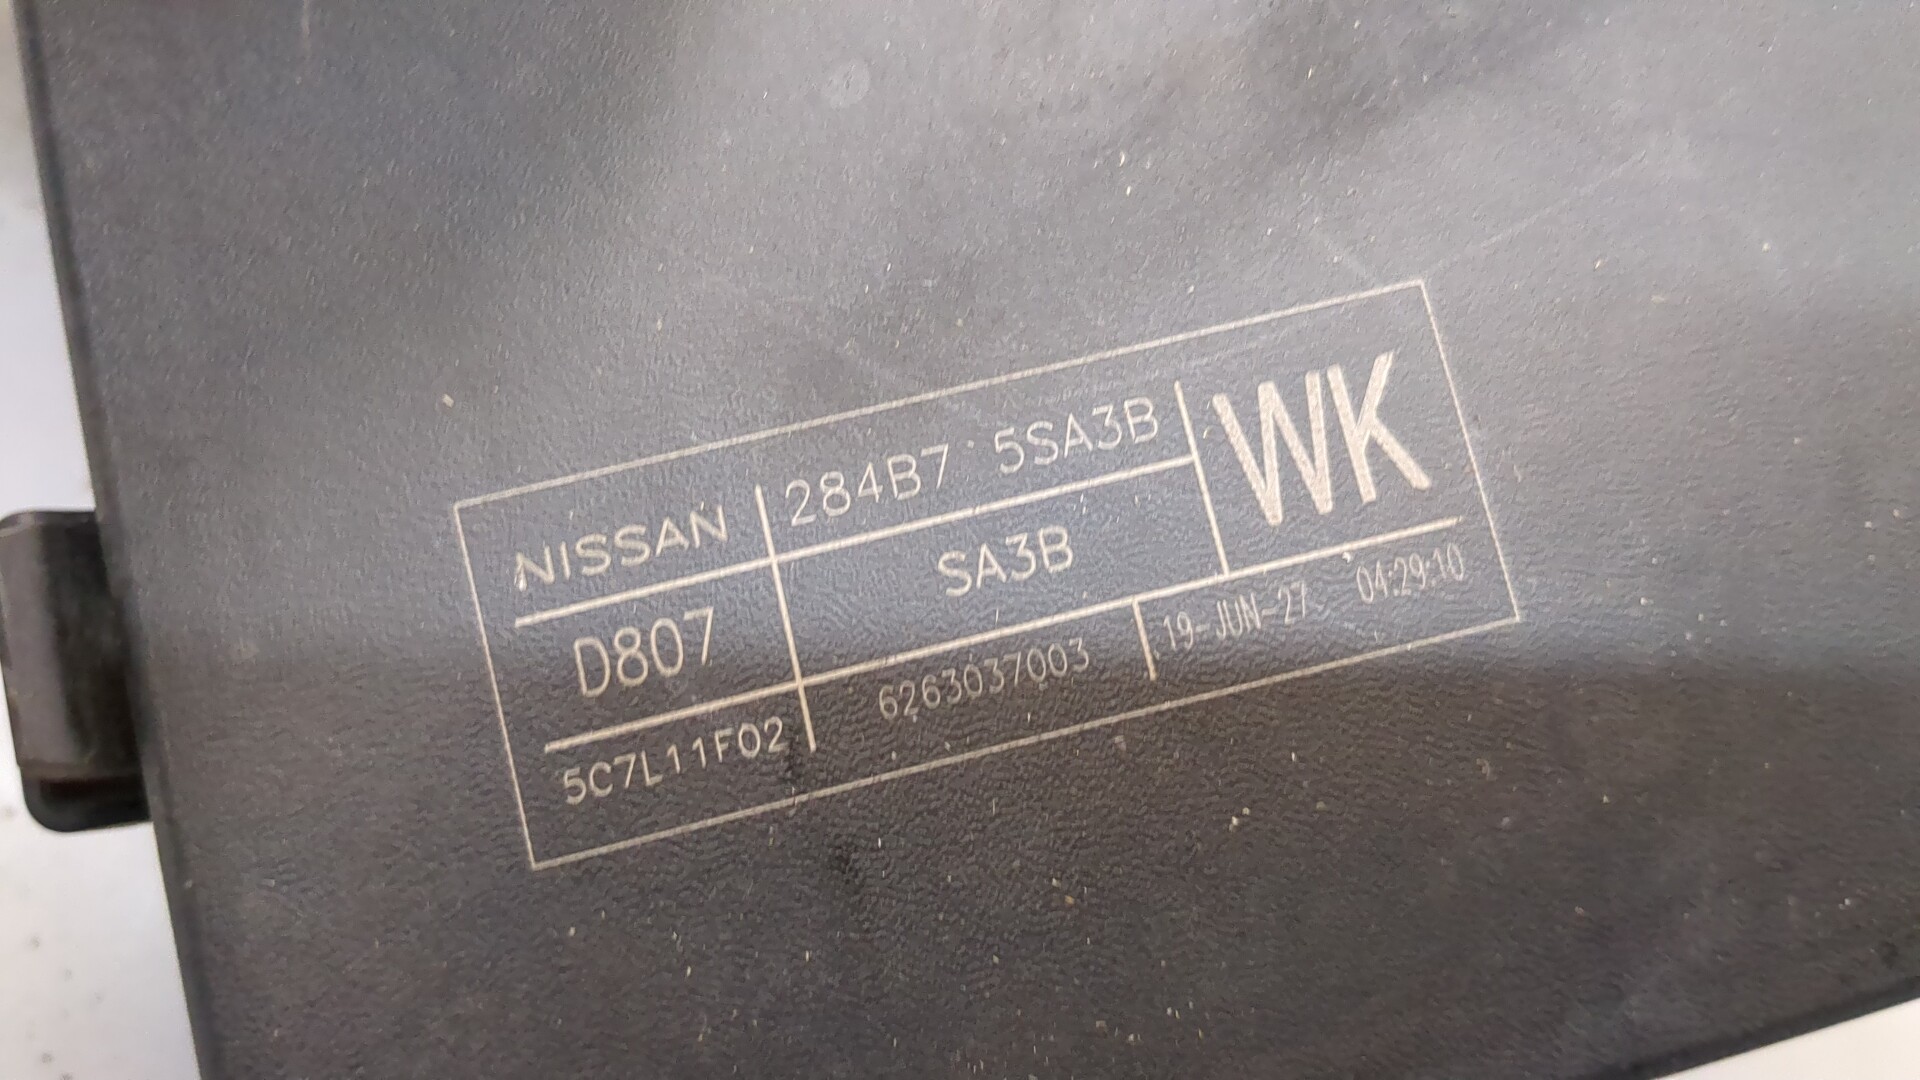 NISSAN 284B7 5SA3B WK
D807 SA3B
5C7L11F02 6263037003 19-JUN-27 04:29:10